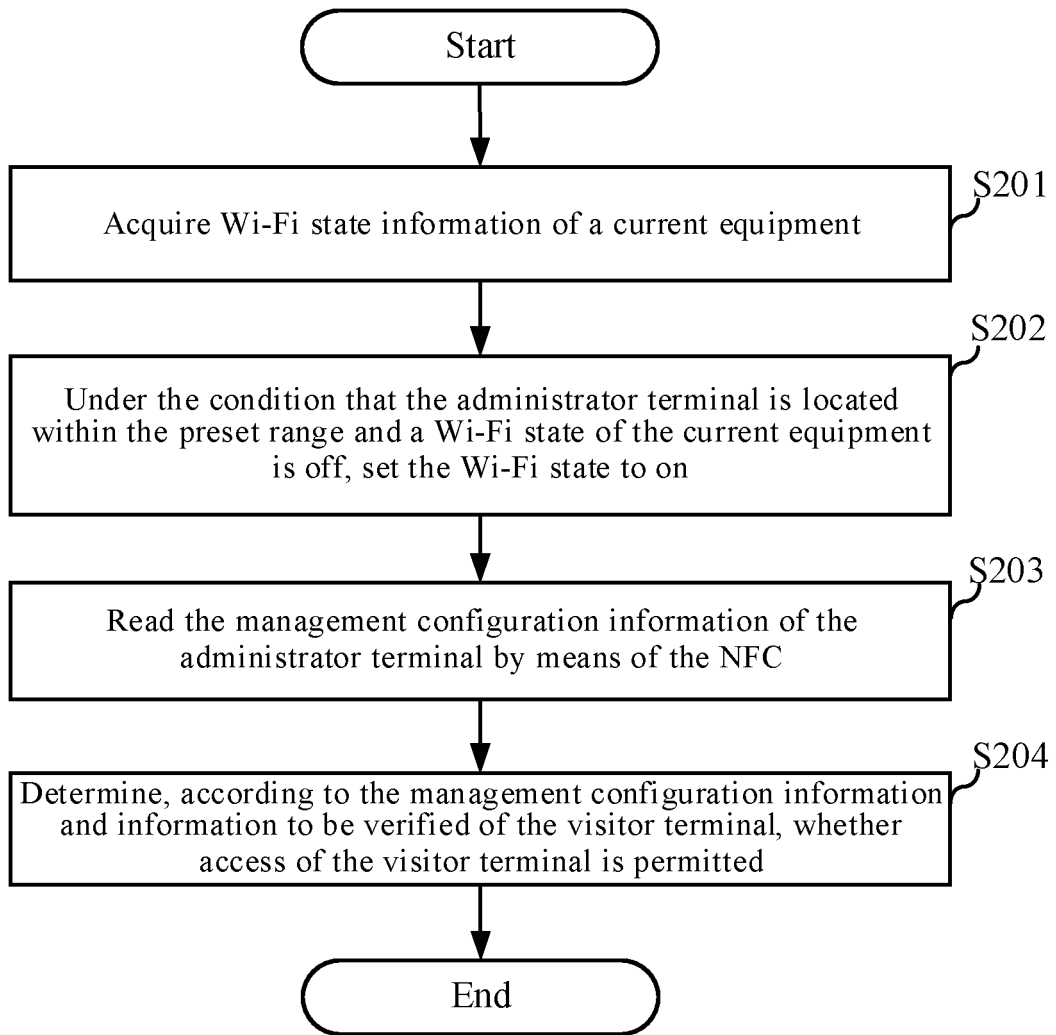 Start
S201
Acquire Wi-Fi state information of a current equipment
S202
Under the condition that the administrator terminal is located
within the preset range and a Wi-Fi state of the current equipment
is off, set the Wi-Fi state to on
S203
Read the management configuration information of the
administrator terminal by means of the NFC
S204
Determine, according to the management configuration information
and information to be verified of the visitor terminal, whether
access of the visitor terminal is permitted
End